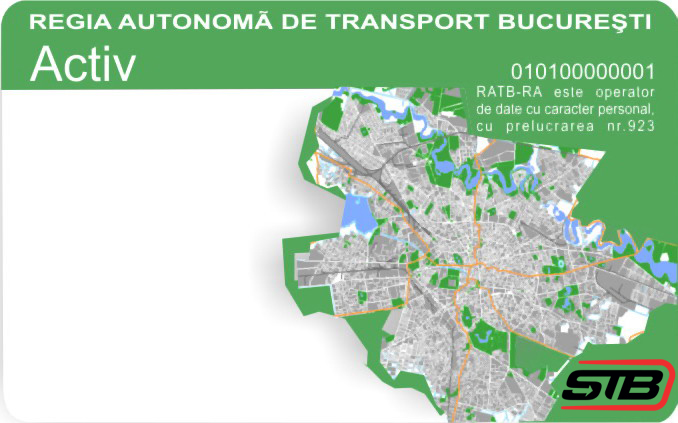 REGIA AUTONOMÃ DE TRANSPORT BUCUREŞTI
Activ
010100000001
RATB-RA este operator
de date cu caracter personal,
cu prelucrarea nr.923
STB